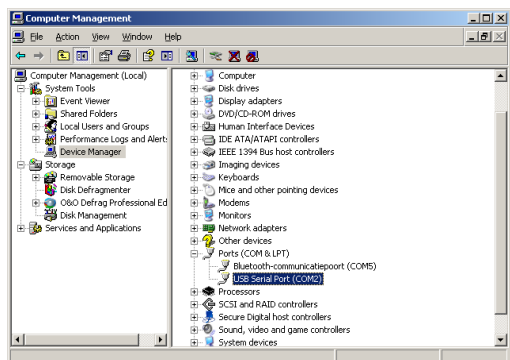 Computer Management
File Action View Window Help
Computer Management (Local)
System Tools
Event Viewer
Shared Folders
Local Users and Groups
Performance Logs and Alerts
Device Manager
Storage
Removable Storage
Disk Defragmenter
O&O Defrag Professional Ed
Disk Management
Services and Applications
Computer
Disk drives
Display adapters
DVD/CD-ROM drives
Human Interface Devices
IDE ATA/ATAPI controllers
IEEE 1394 Bus host controllers
Imaging devices
Keyboards
Mice and other pointing devices
Modems
Monitors
Network adapters
Other devices
Ports (COM & LPT)
Bluetooth-communicatiepoort (COM5)
USB Serial Port (COM2)
Processors
SCSI and RAID controllers
Secure Digital host controllers
Sound, video and game controllers
System devices